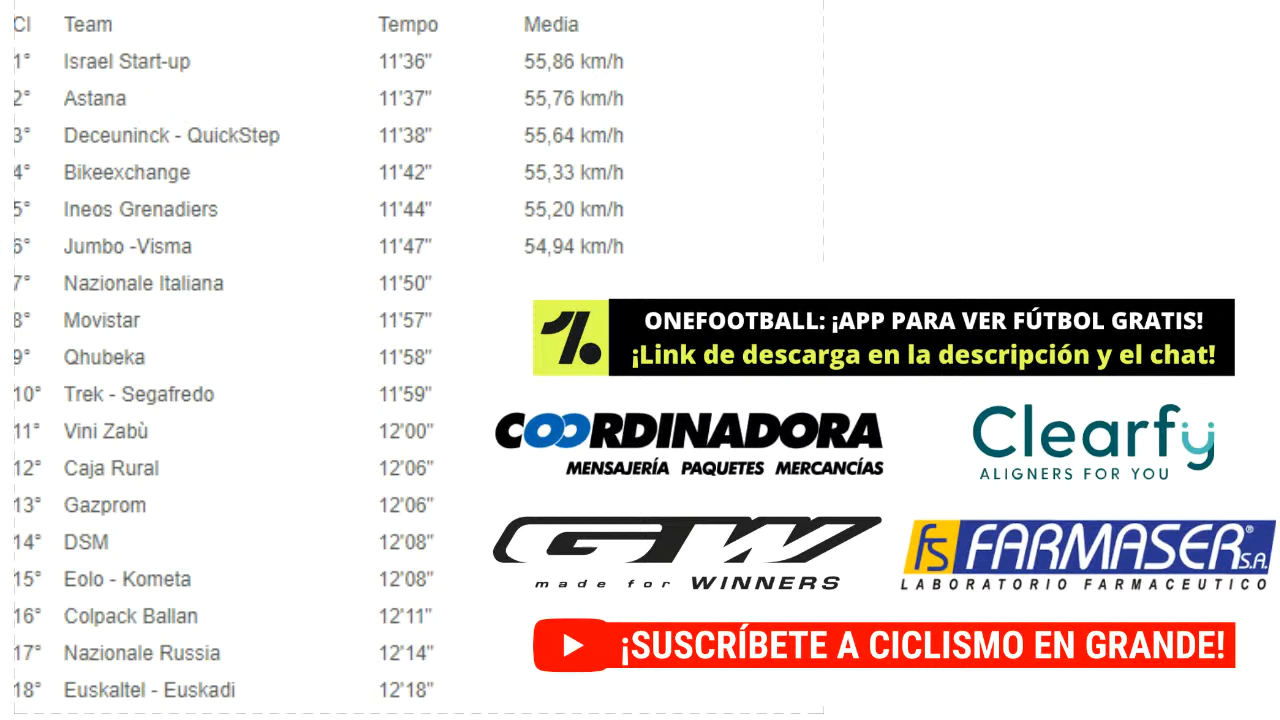 Cl Team Tempo Media
1° Israel Start-up 11'36" 55,86 km/h
2° Astana 11'37" 55,76 km/h
3° Deceuninck - QuickStep 11'38" 55,64 km/h
4° Bikeexchange 11'42" 55,33 km/h
5° Ineos Grenadiers 11'44" 55,20 km/h
6° Jumbo -Visma 11'47" 54,94 km/h
7° Nazionale Italiana 11'50"
8° Movistar 11'57"
9° Qhubeka 11'58"
10° Trek - Segafredo 11'59"
11° Vini Zabù 12'00"
12° Caja Rural 12'06"
13° Gazprom 12'06"
14° DSM 12'08"
15° Eolo - Kometa 12'08"
16° Colpack Ballan 12'11"
17° Nazionale Russia 12'14"
18° Euskaltel - Euskadi 12'18"
ONEFOOTBALL: ¡APP PARA VER FÚTBOL GRATIS!
¡Link de descarga en la descripción y el chat!
COORDINADORA
MENSAJERÍA PAQUETES MERCANCÍAS
Clearfy
ALIGNERS FOR YOU
GW
made for WINNERS
fs FARMASER® S.A.
LABORATORIO FARMACEUTICO
¡SUSCRÍBETE A CICLISMO EN GRANDE!